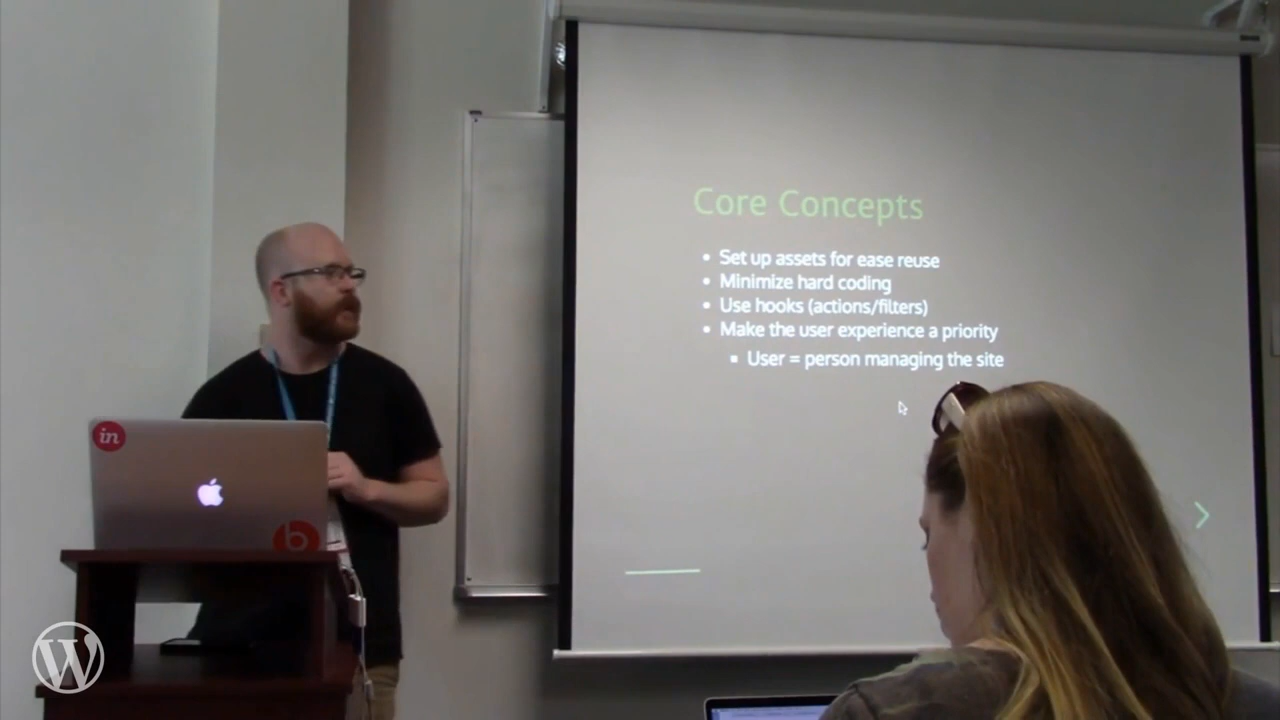 Core Concepts
• Set up assets for ease reuse
• Minimize hard coding
• Use hooks (actions/filters)
• Make the user experience a priority
▪ User = person managing the site
in
b
W